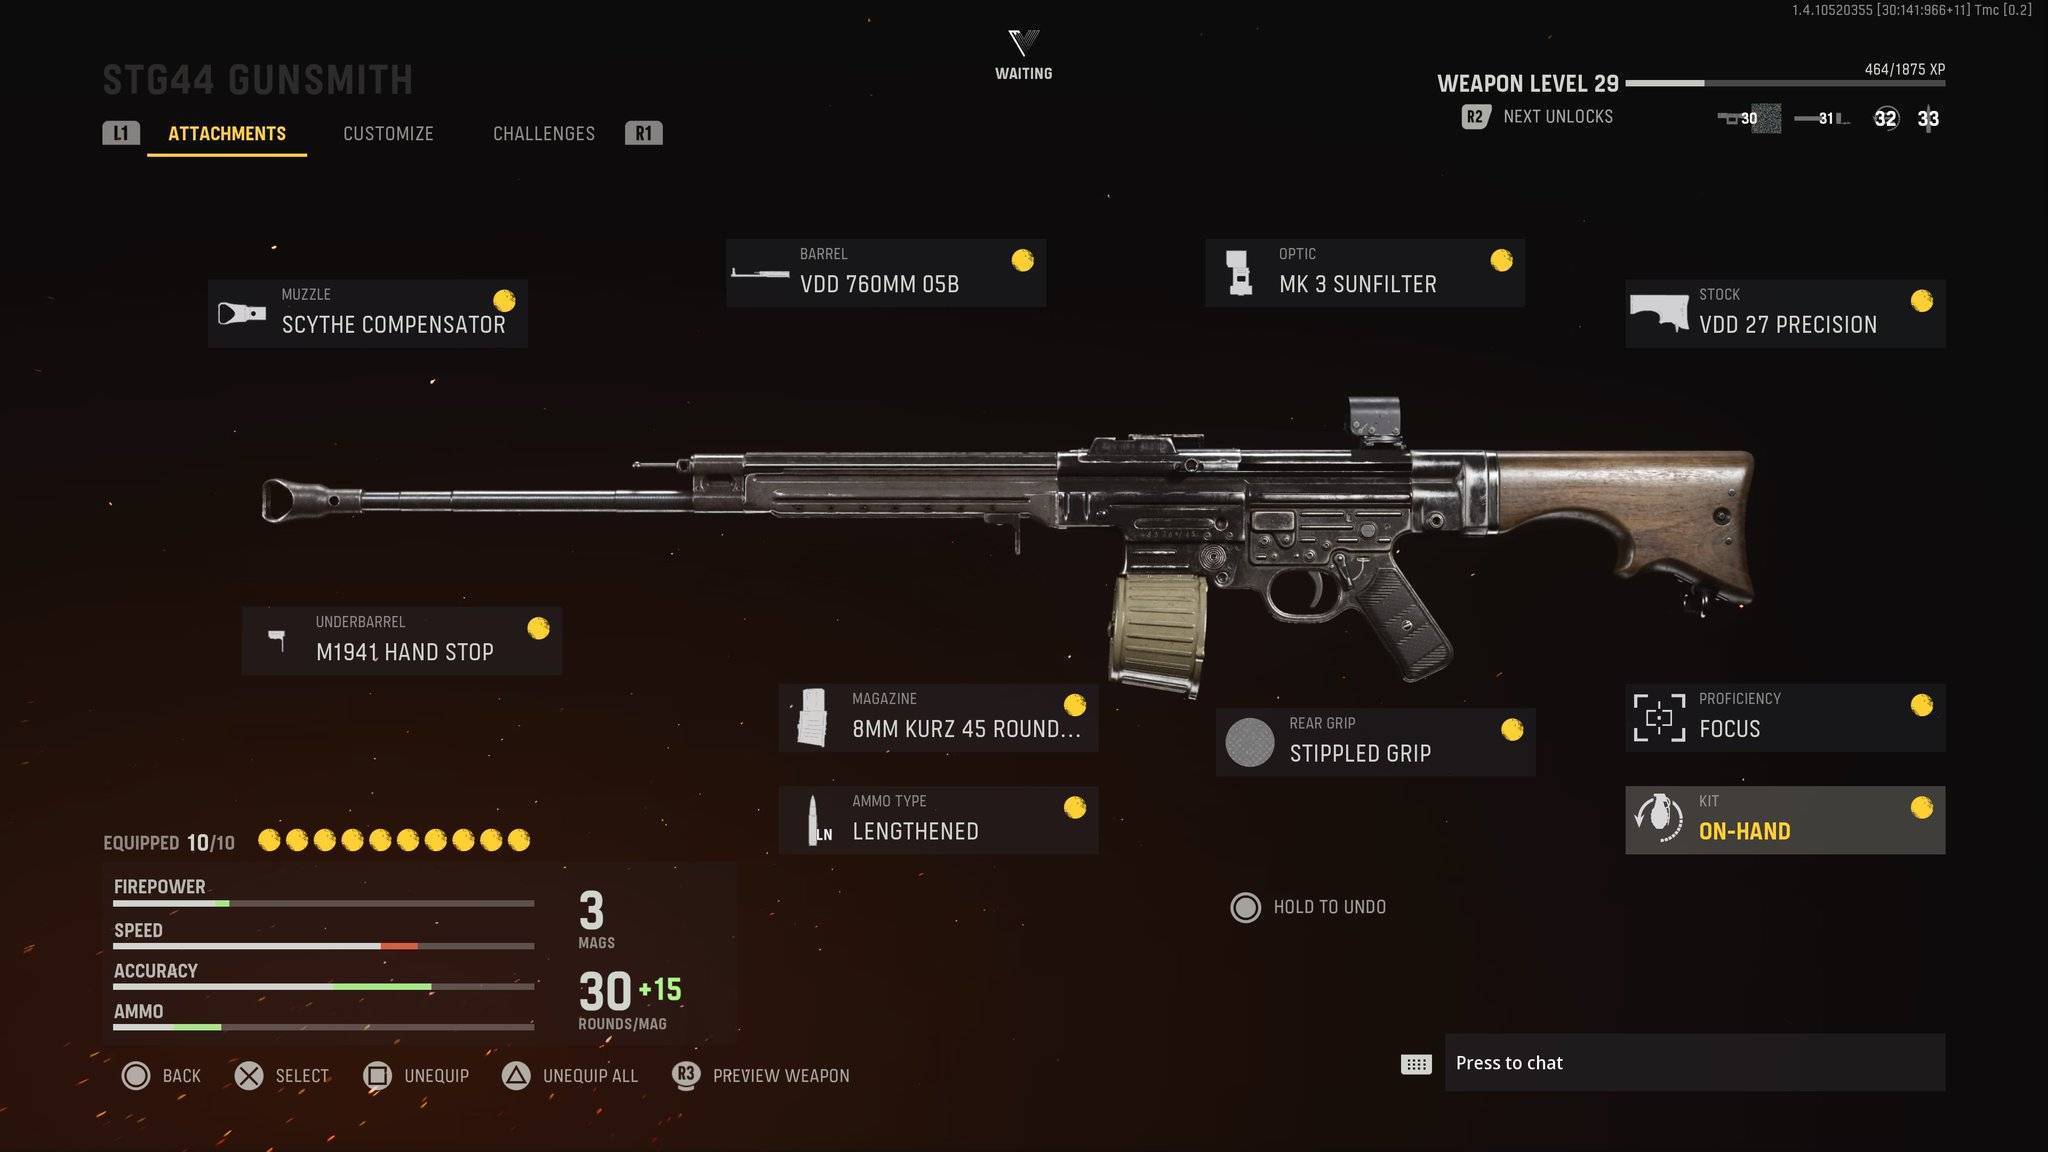 1.4.10520355 [30:141:966+11] Tmc [0.2]
WAITING
STG44 GUNSMITH
464/1875 XP
WEAPON LEVEL 29
R2 NEXT UNLOCKS 30 31 32 33
L1 ATTACHMENTS CUSTOMIZE CHALLENGES R1
BARREL
VDD 760MM 05B
OPTIC
MK 3 SUNFILTER
MUZZLE
SCYTHE COMPENSATOR
STOCK
VDD 27 PRECISION
UNDERBARREL
M1941 HAND STOP
MAGAZINE
8MM KURZ 45 ROUND...
REAR GRIP
STIPPLED GRIP
PROFICIENCY
FOCUS
AMMO TYPE
LN LENGTHENED
KIT
ON-HAND
EQUIPPED 10/10
FIREPOWER
SPEED
ACCURACY
AMMO
3
MAGS
30 +15
ROUNDS/MAG
HOLD TO UNDO
BACK SELECT UNEQUIP UNEQUIP ALL R3 PREVIEW WEAPON
Press to chat